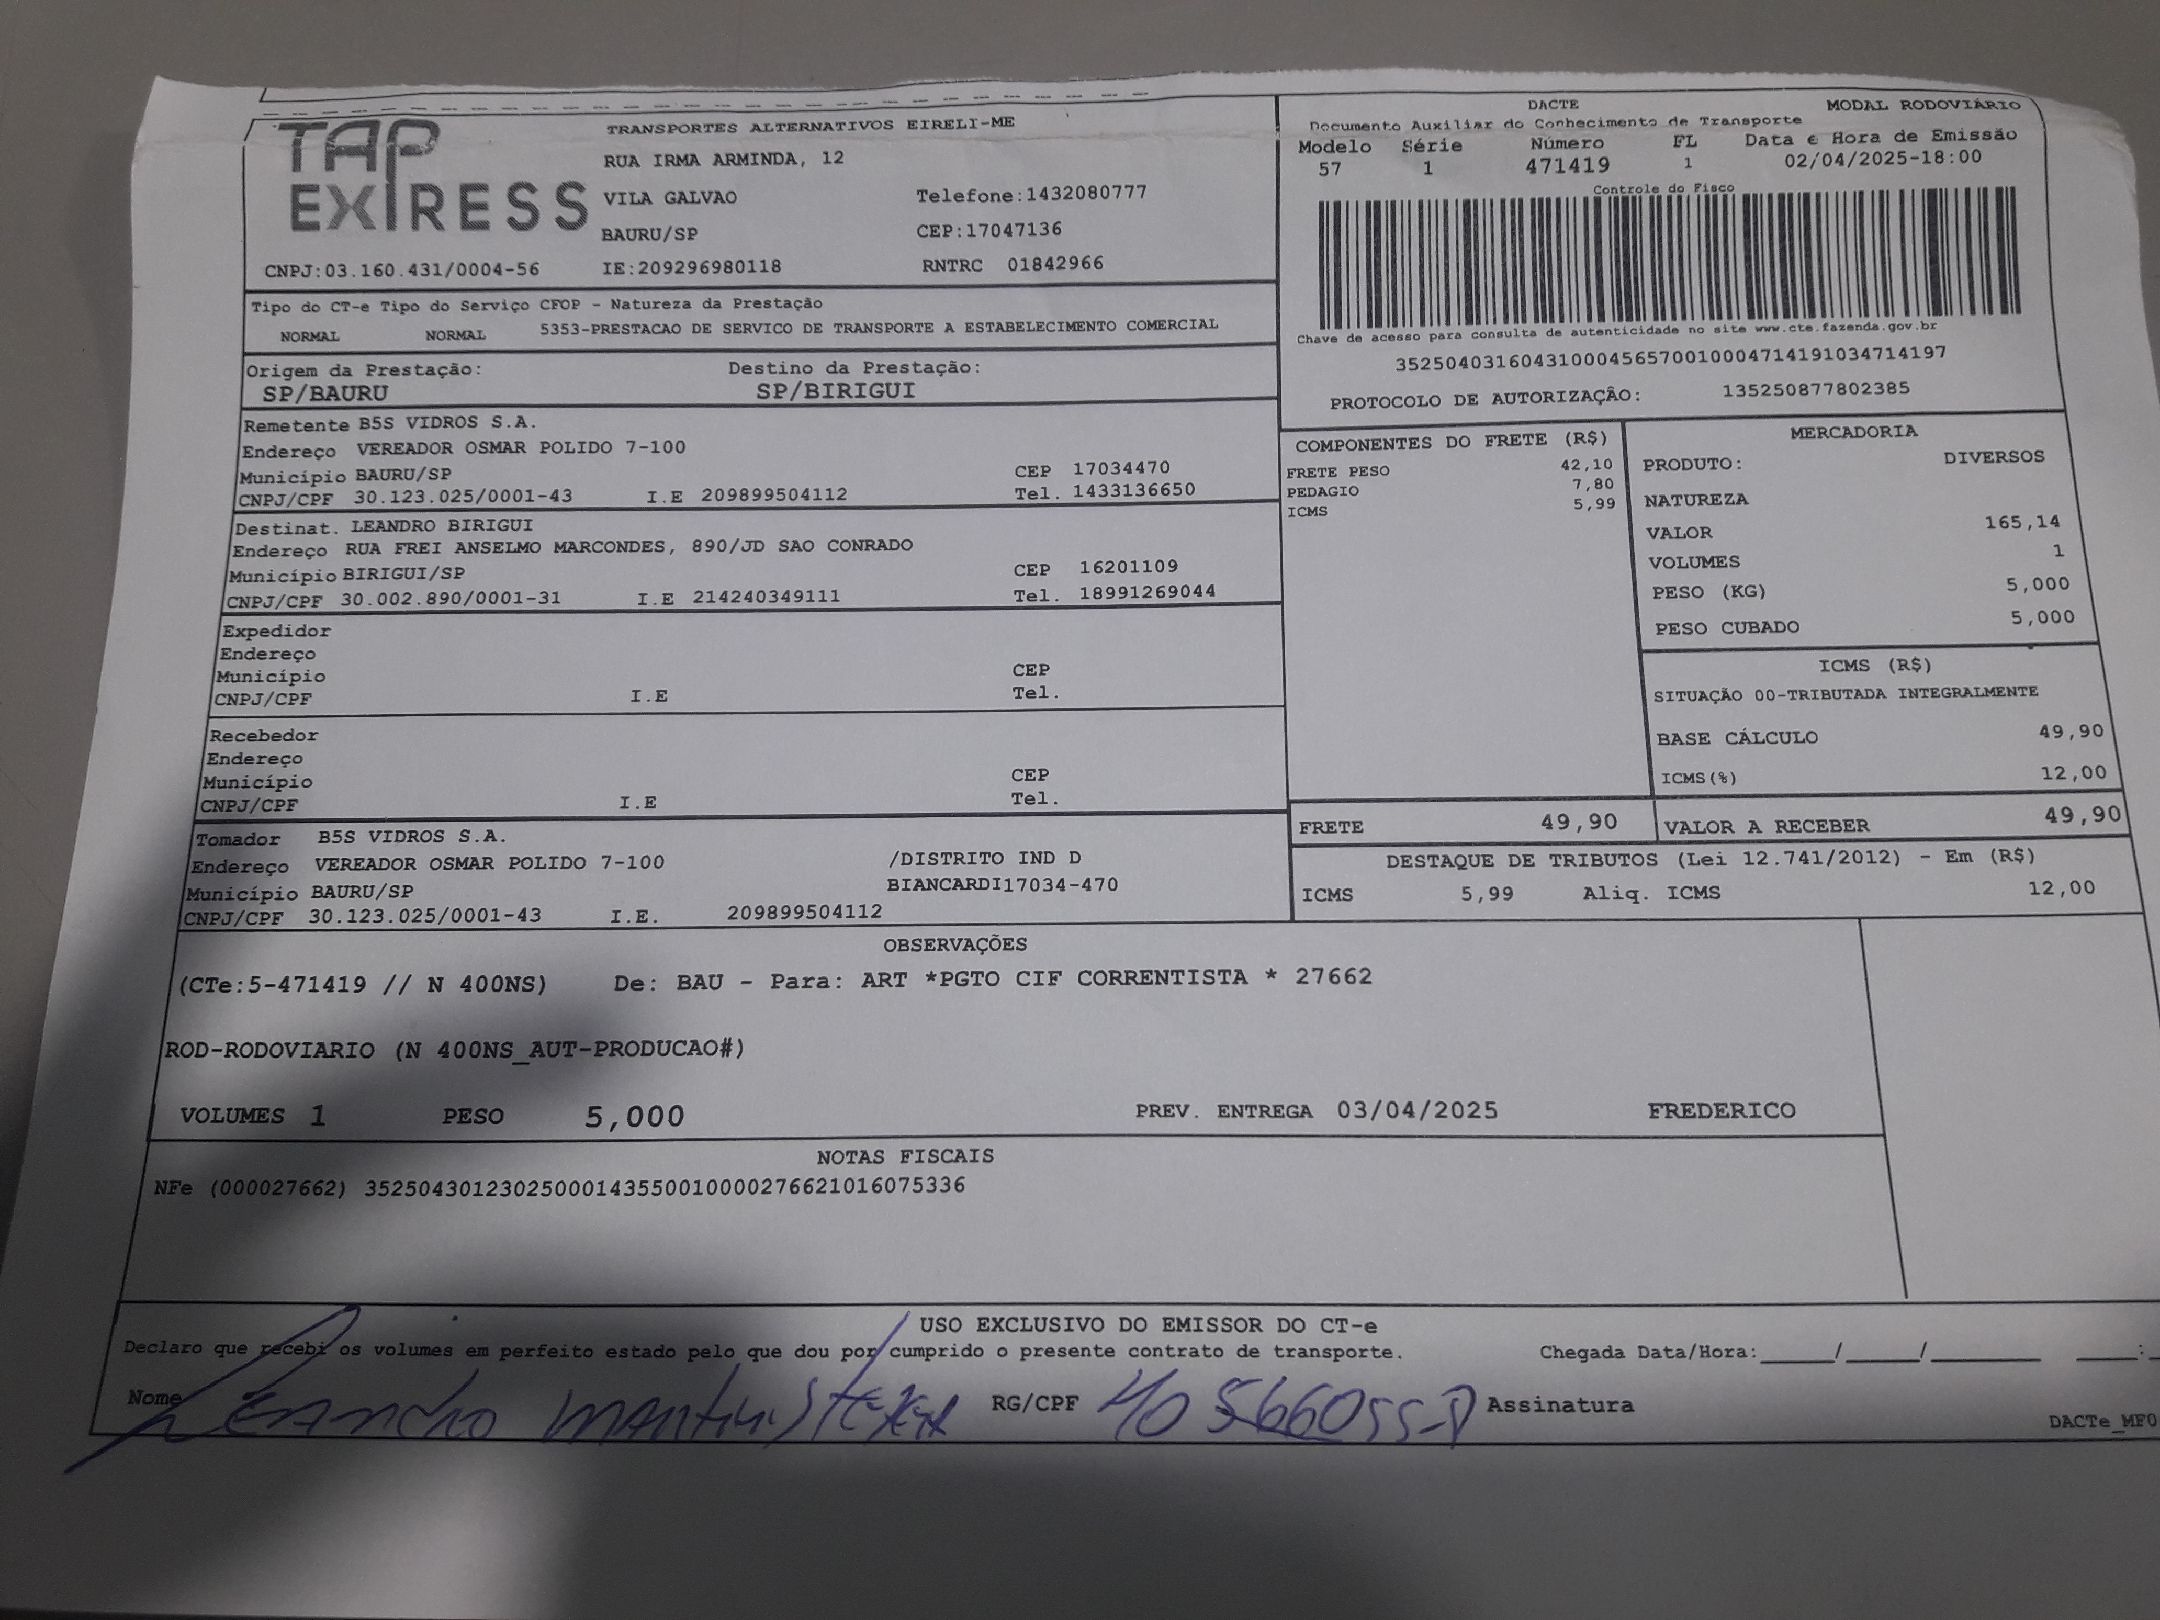 TAP
EXPRESS
TRANSPORTES ALTERNATIVOS EIRELI-ME
RUA IRMA ARMINDA, 12
VILA GALVAO Telefone:1432080777
BAURU/SP CEP:17047136
CNPJ:03.160.431/0004-56 IE:209296980118 RNTRC 01842966
DACTE MODAL RODOVIÁRIO
Documento Auxiliar do Conhecimento de Transporte
Modelo Série Número FL Data e Hora de Emissão
57 1 471419 1 02/04/2025-18:00
Controle do Fisco
Chave de acesso para consulta de autenticidade no site www.cte.fazenda.gov.br
35250403160431000456570010004714191034714197
PROTOCOLO DE AUTORIZAÇÃO: 135250877802385
Tipo do CT-e Tipo do Serviço CFOP - Natureza da Prestação
NORMAL NORMAL 5353-PRESTACAO DE SERVICO DE TRANSPORTE A ESTABELECIMENTO COMERCIAL
Origem da Prestação: Destino da Prestação:
SP/BAURU SP/BIRIGUI
Remetente B5S VIDROS S.A.
Endereço VEREADOR OSMAR POLIDO 7-100
Município BAURU/SP CEP 17034470
CNPJ/CPF 30.123.025/0001-43 I.E 209899504112 Tel. 1433136650
Destinat. LEANDRO BIRIGUI
Endereço RUA FREI ANSELMO MARCONDES, 890/JD SAO CONRADO
Município BIRIGUI/SP CEP 16201109
CNPJ/CPF 30.002.890/0001-31 I.E 214240349111 Tel. 18991269044
Expedidor
Endereço
Município CEP
CNPJ/CPF I.E Tel.
Recebedor
Endereço
Município CEP
CNPJ/CPF I.E Tel.
Tomador B5S VIDROS S.A.
Endereço VEREADOR OSMAR POLIDO 7-100 /DISTRITO IND D
Município BAURU/SP BIANCARDI17034-470
CNPJ/CPF 30.123.025/0001-43 I.E. 209899504112
COMPONENTES DO FRETE (R$)
FRETE PESO 42,10
PEDAGIO 7,80
ICMS 5,99
MERCADORIA
PRODUTO: DIVERSOS
NATUREZA
VALOR 165,14
VOLUMES 1
PESO (KG) 5,000
PESO CUBADO 5,000
ICMS (R$)
SITUAÇÃO 00-TRIBUTADA INTEGRALMENTE
BASE CÁLCULO 49,90
ICMS(%) 12,00
FRETE 49,90 VALOR A RECEBER 49,90
DESTAQUE DE TRIBUTOS (Lei 12.741/2012) - Em (R$)
ICMS 5,99 Aliq. ICMS 12,00
OBSERVAÇÕES
(CTe:5-471419 // N 400NS) De: BAU - Para: ART *PGTO CIF CORRENTISTA * 27662
ROD-RODOVIARIO (N 400NS_AUT-PRODUCAO#)
VOLUMES 1 PESO 5,000 PREV. ENTREGA 03/04/2025 FREDERICO
NOTAS FISCAIS
NFe (000027662) 35250430123025000143550010000276621016075336
USO EXCLUSIVO DO EMISSOR DO CT-e
Declaro que recebi os volumes em perfeito estado pelo que dou por cumprido o presente contrato de transporte. Chegada Data/Hora:____/____/______ ___:
Nome Leandro RG/CPF Assinatura
DACTe_MF0